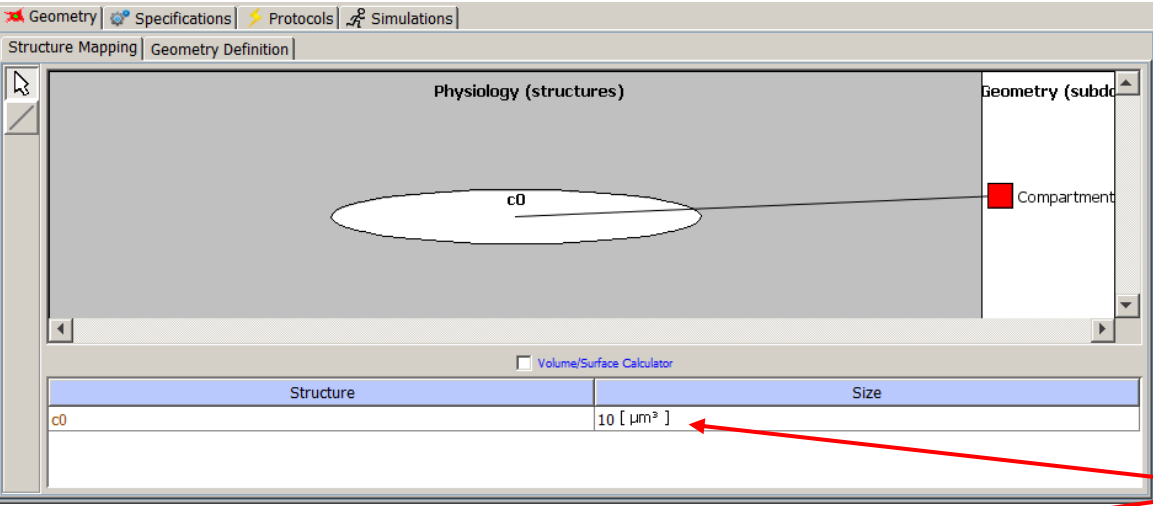 Geometry Specifications Protocols Simulations
Structure Mapping Geometry Definition
Physiology (structures) Geometry (subdo
c0
Compartment
Volume/Surface Calculator
Structure Size
c0 10 [ µm³ ]